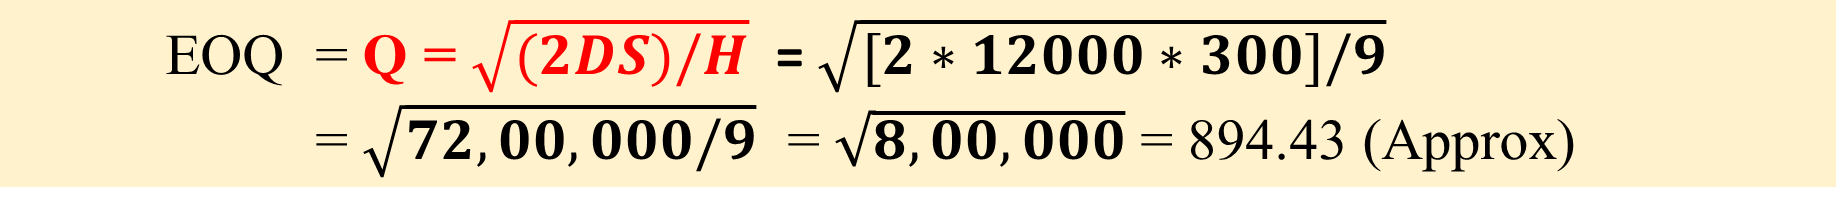 EOQ = Q = √(2DS)/H = √[2 * 12000 * 300]/9
= √72,00,000/9 = √8,00,000 = 894.43 (Approx)